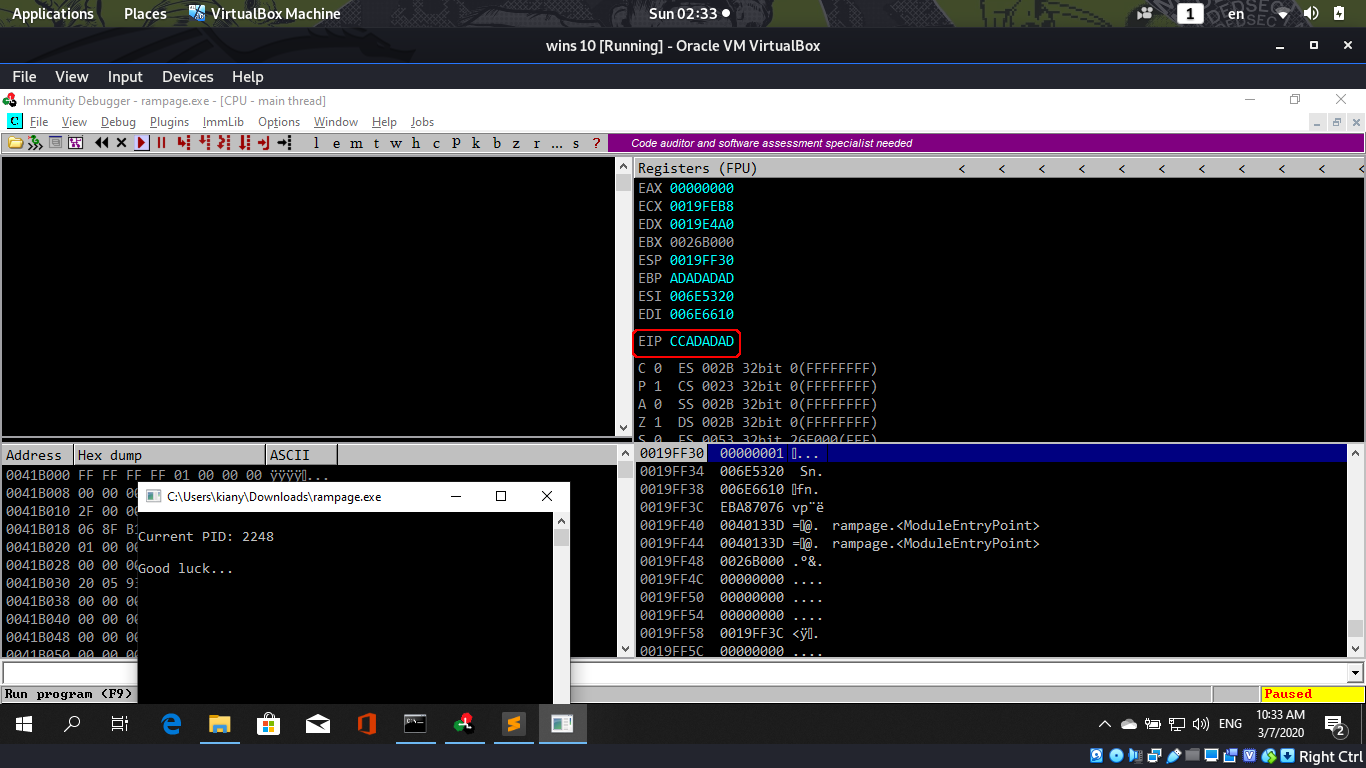 Applications Places VirtualBox Machine Sun 02:33 1 en
wins 10 [Running] - Oracle VM VirtualBox
File View Input Devices Help
Immunity Debugger - rampage.exe - [CPU - main thread]
C File View Debug Plugins ImmLib Options Window Help Jobs
l e m t w h c p k b z r ... s ? Code auditor and software assessment specialist needed
Registers (FPU) < < < < < < < < < < <
EAX 00000000
ECX 0019FEB8
EDX 0019E4A0
EBX 0026B000
ESP 0019FF30
EBP ADADADAD
ESI 006E5320
EDI 006E6610
EIP CCADADAD
C 0 ES 002B 32bit 0(FFFFFFFF)
P 1 CS 0023 32bit 0(FFFFFFFF)
A 0 SS 002B 32bit 0(FFFFFFFF)
Z 1 DS 002B 32bit 0(FFFFFFFF)
S 0 FS 0053 32bit 26E000(FFF)
Address Hex dump ASCII
0041B000 FF FF FF FF 01 00 00 00 ÿÿÿÿ...
0041B008 00 00 00
0041B010 2F 00 00
0041B018 06 8F B1
0041B020 01 00 00
0041B028 00 00 00
0041B030 20 05 93
0041B038 00 00 00
0041B040 00 00 00
0041B048 00 00 00
0041B050 00 00 00
C:\Users\kiany\Downloads\rampage.exe
Current PID: 2248
Good luck...
0019FF30 00000001 ...
0019FF34 006E5320 Sn.
0019FF38 006E6610 fn.
0019FF3C EBA87076 vp¨ë
0019FF40 0040133D =@. rampage.<ModuleEntryPoint>
0019FF44 0040133D =@. rampage.<ModuleEntryPoint>
0019FF48 0026B000 .°&.
0019FF4C 00000000 ....
0019FF50 00000000 ....
0019FF54 00000000 ....
0019FF58 0019FF3C <ÿ.
0019FF5C 00000000 ....
Run program (F9) Paused
ENG 10:33 AM
3/7/2020 2
Right Ctrl